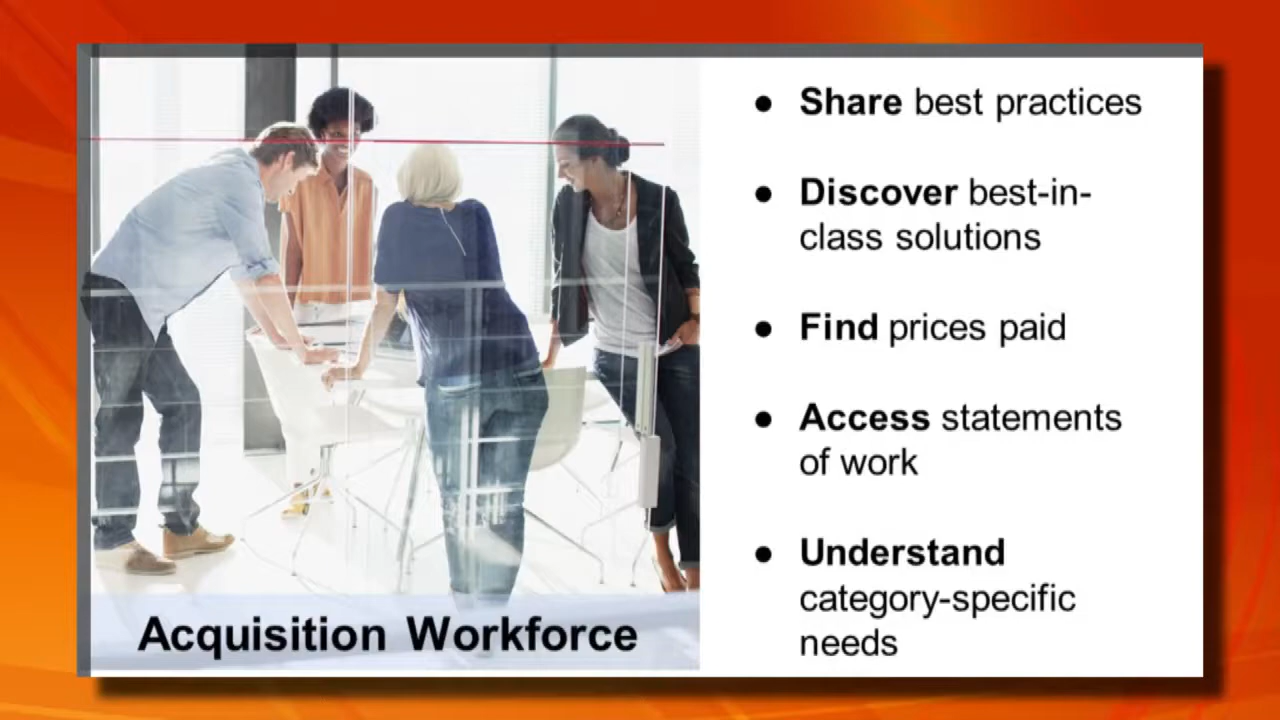 Acquisition Workforce
● Share best practices
● Discover best-in-
class solutions
● Find prices paid
● Access statements
of work
● Understand
category-specific
needs